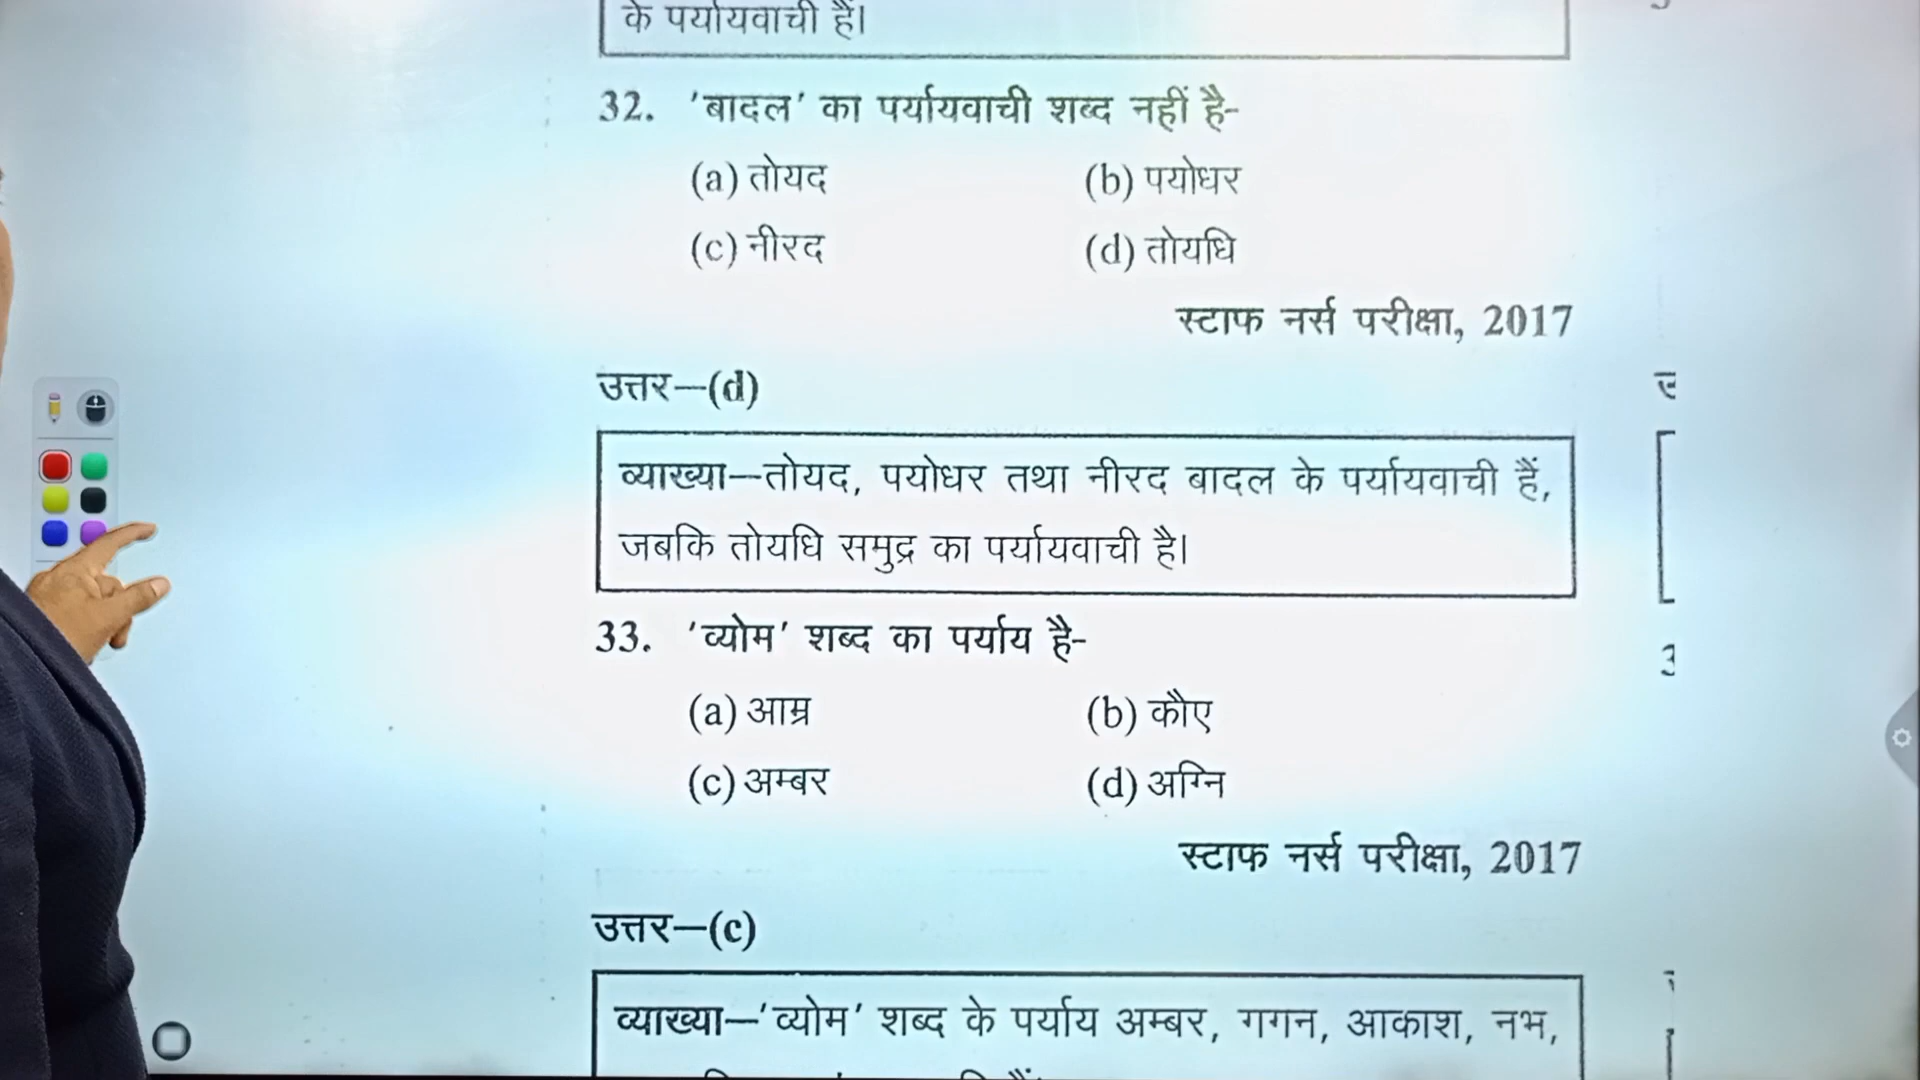 के पर्यायवाची हैं।
32. 'बादल' का पर्यायवाची शब्द नहीं है-
(a) तोयद (b) पयोधर
(c) नीरद (d) तोयधि
स्टाफ नर्स परीक्षा, 2017
उत्तर—(d)
व्याख्या—तोयद, पयोधर तथा नीरद बादल के पर्यायवाची हैं,
जबकि तोयधि समुद्र का पर्यायवाची है।
33. 'व्योम' शब्द का पर्याय है-
(a) आम्र (b) कौए
(c) अम्बर (d) अग्नि
स्टाफ नर्स परीक्षा, 2017
उत्तर—(c)
व्याख्या—'व्योम' शब्द के पर्याय अम्बर, गगन, आकाश, नभ,